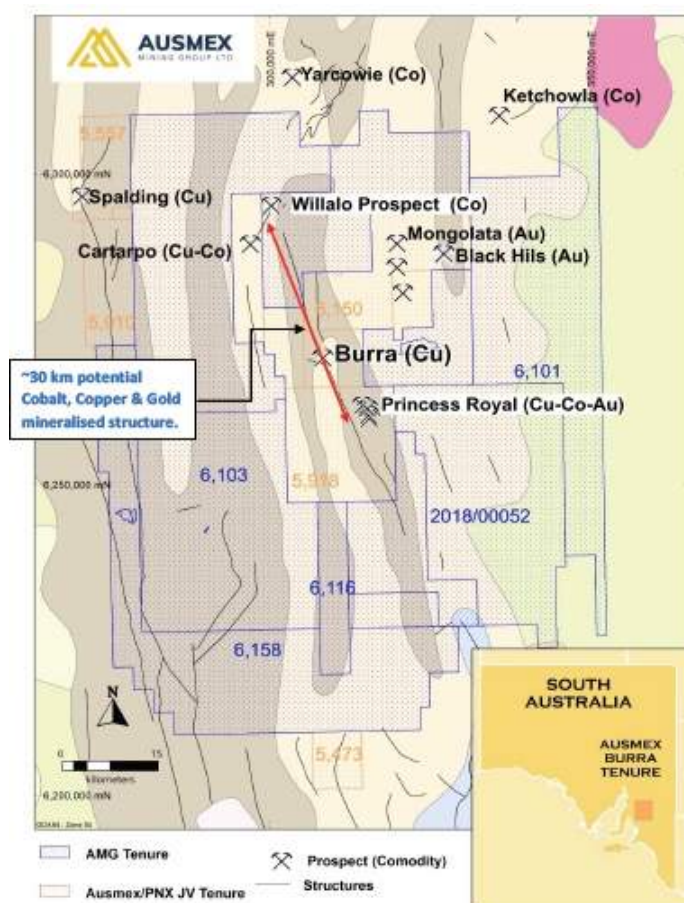 AUSMEX
MINING GROUP LTD
300,000 mE
350,000 mE
Yarcowie (Co)
Ketchowla (Co)
5,557
6,300,000 mN
Spalding (Cu)
Willalo Prospect (Co)
Cartarpo (Cu-Co)
Mongolata (Au)
Black Hils (Au)
5,910
5,150
Burra (Cu)
6,101
~30 km potential
Cobalt, Copper & Gold
mineralised structure.
Princess Royal (Cu-Co-Au)
6,103
5,918
6,250,000 mN
2018/00052
6,116
6,158
N
0
15
kilometers
5,473
6,200,000 mN
SOUTH
AUSTRALIA
AUSMEX
BURRA
TENURE
AMG Tenure
Prospect (Comodity)
Ausmex/PNX JV Tenure
Structures